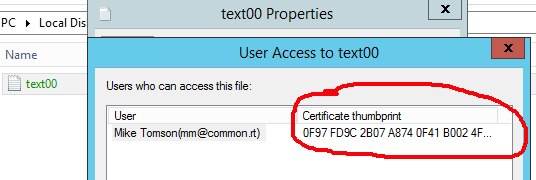 text00 Properties
x
PC ▸ Local Dis
User Access to text00
x
Name
text00
Users who can access this file:
User Certificate thumbprint
Mike Tomson(mm@common.rt) 0F97 FD9C 2B07 A874 0F41 B002 4F...